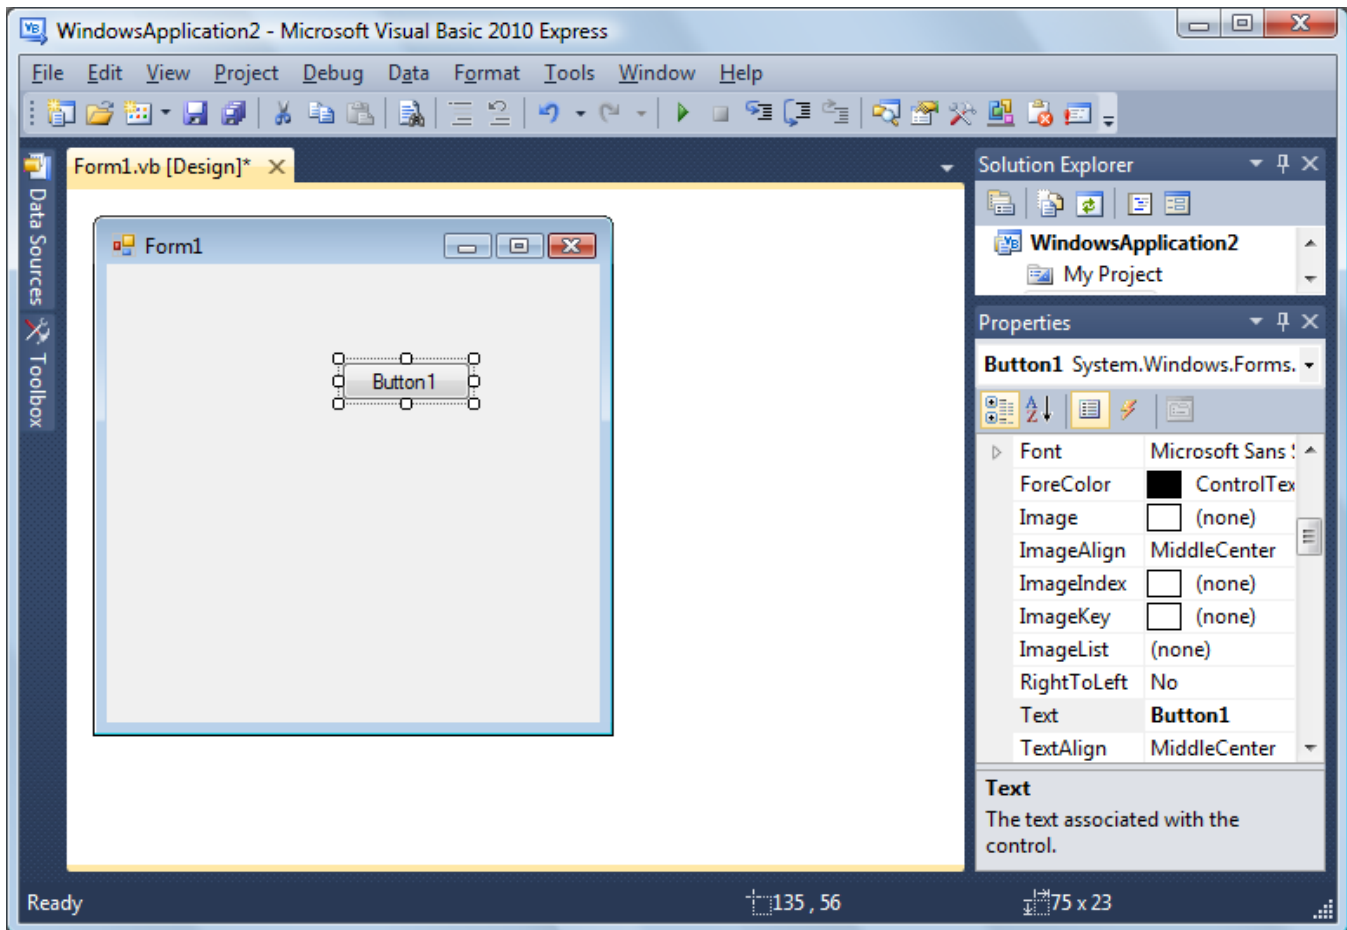 WindowsApplication2 - Microsoft Visual Basic 2010 Express
File Edit View Project Debug Data Format Tools Window Help
Data Sources
Toolbox
Form1.vb [Design]*
Form1
Button1
Solution Explorer
WindowsApplication2
My Project
Properties
Button1 System.Windows.Forms.
Font Microsoft Sans
ForeColor ControlTex
Image (none)
ImageAlign MiddleCenter
ImageIndex (none)
ImageKey (none)
ImageList (none)
RightToLeft No
Text Button1
TextAlign MiddleCenter
Text
The text associated with the
control.
Ready 135 , 56 75 x 23